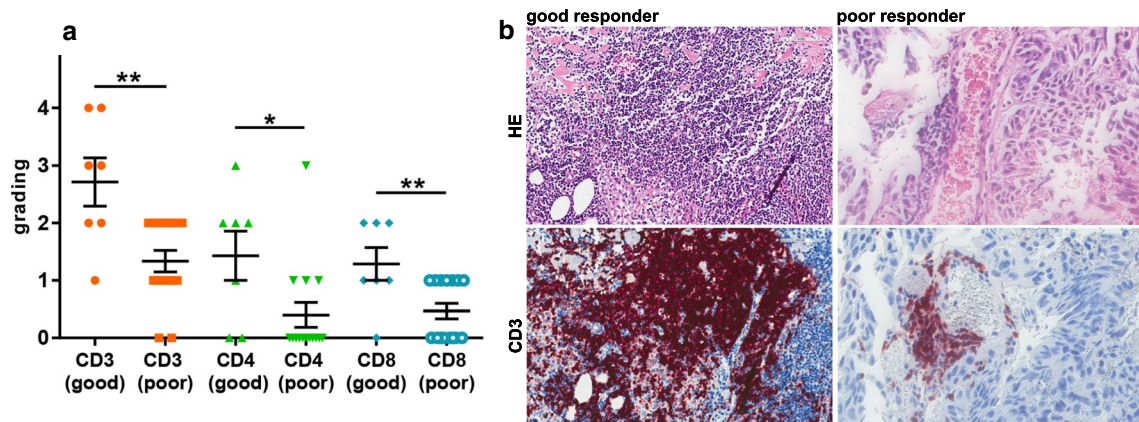 a
**
*
**
grading
4
3
2
1
0
CD3
(good)
CD3
(poor)
CD4
(good)
CD4
(poor)
CD8
(good)
CD8
(poor)
b
good responder
poor responder
HE
CD3